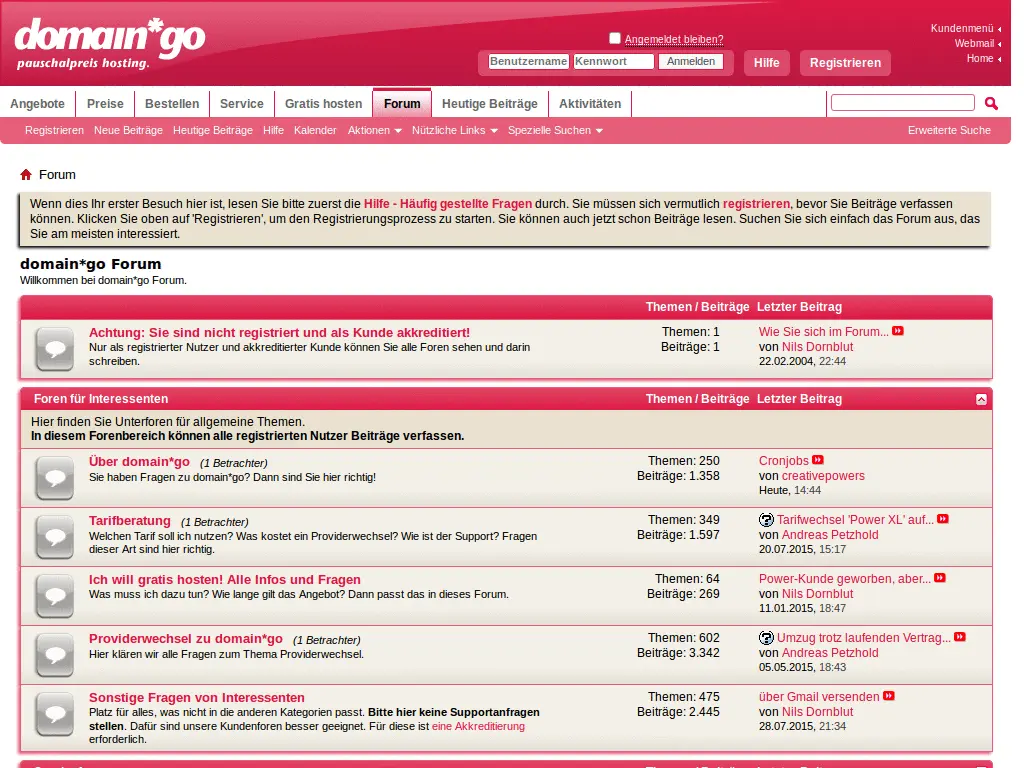 domain*go
pauschalpreis hosting.
Angemeldet bleiben?
Benutzername Kennwort Anmelden
Hilfe
Registrieren
Kundenmenü
Webmail
Home
Angebote Preise Bestellen Service Gratis hosten Forum Heutige Beiträge Aktivitäten
Registrieren Neue Beiträge Heutige Beiträge Hilfe Kalender Aktionen Nützliche Links Spezielle Suchen Erweiterte Suche
Forum
Wenn dies Ihr erster Besuch hier ist, lesen Sie bitte zuerst die Hilfe - Häufig gestellte Fragen durch. Sie müssen sich vermutlich registrieren, bevor Sie Beiträge verfassen
können. Klicken Sie oben auf 'Registrieren', um den Registrierungsprozess zu starten. Sie können auch jetzt schon Beiträge lesen. Suchen Sie sich einfach das Forum aus, das
Sie am meisten interessiert.
domain*go Forum
Willkommen bei domain*go Forum.
Themen / Beiträge Letzter Beitrag
Achtung: Sie sind nicht registriert und als Kunde akkreditiert!
Nur als registrierter Nutzer und akkreditierter Kunde können Sie alle Foren sehen und darin
schreiben.
Themen: 1
Beiträge: 1
Wie Sie sich im Forum...
von Nils Dornblut
22.02.2004, 22:44
Foren für Interessenten Themen / Beiträge Letzter Beitrag
Hier finden Sie Unterforen für allgemeine Themen.
In diesem Forenbereich können alle registrierten Nutzer Beiträge verfassen.
Über domain*go (1 Betrachter)
Sie haben Fragen zu domain*go? Dann sind Sie hier richtig!
Themen: 250
Beiträge: 1.358
Cronjobs
von creativepowers
Heute, 14:44
Tarifberatung (1 Betrachter)
Welchen Tarif soll ich nutzen? Was kostet ein Providerwechsel? Wie ist der Support? Fragen
dieser Art sind hier richtig.
Themen: 349
Beiträge: 1.597
Tarifwechsel 'Power XL' auf...
von Andreas Petzhold
20.07.2015, 15:17
Ich will gratis hosten! Alle Infos und Fragen
Was muss ich dazu tun? Wie lange gilt das Angebot? Dann passt das in dieses Forum.
Themen: 64
Beiträge: 269
Power-Kunde geworben, aber...
von Nils Dornblut
11.01.2015, 18:47
Providerwechsel zu domain*go (1 Betrachter)
Hier klären wir alle Fragen zum Thema Providerwechsel.
Themen: 602
Beiträge: 3.342
Umzug trotz laufenden Vertrag...
von Andreas Petzhold
05.05.2015, 18:43
Sonstige Fragen von Interessenten
Platz für alles, was nicht in die anderen Kategorien passt. Bitte hier keine Supportanfragen
stellen. Dafür sind unsere Kundenforen besser geeignet. Für diese ist eine Akkreditierung
erforderlich.
Themen: 475
Beiträge: 2.445
über Gmail versenden
von Nils Dornblut
28.07.2015, 21:34